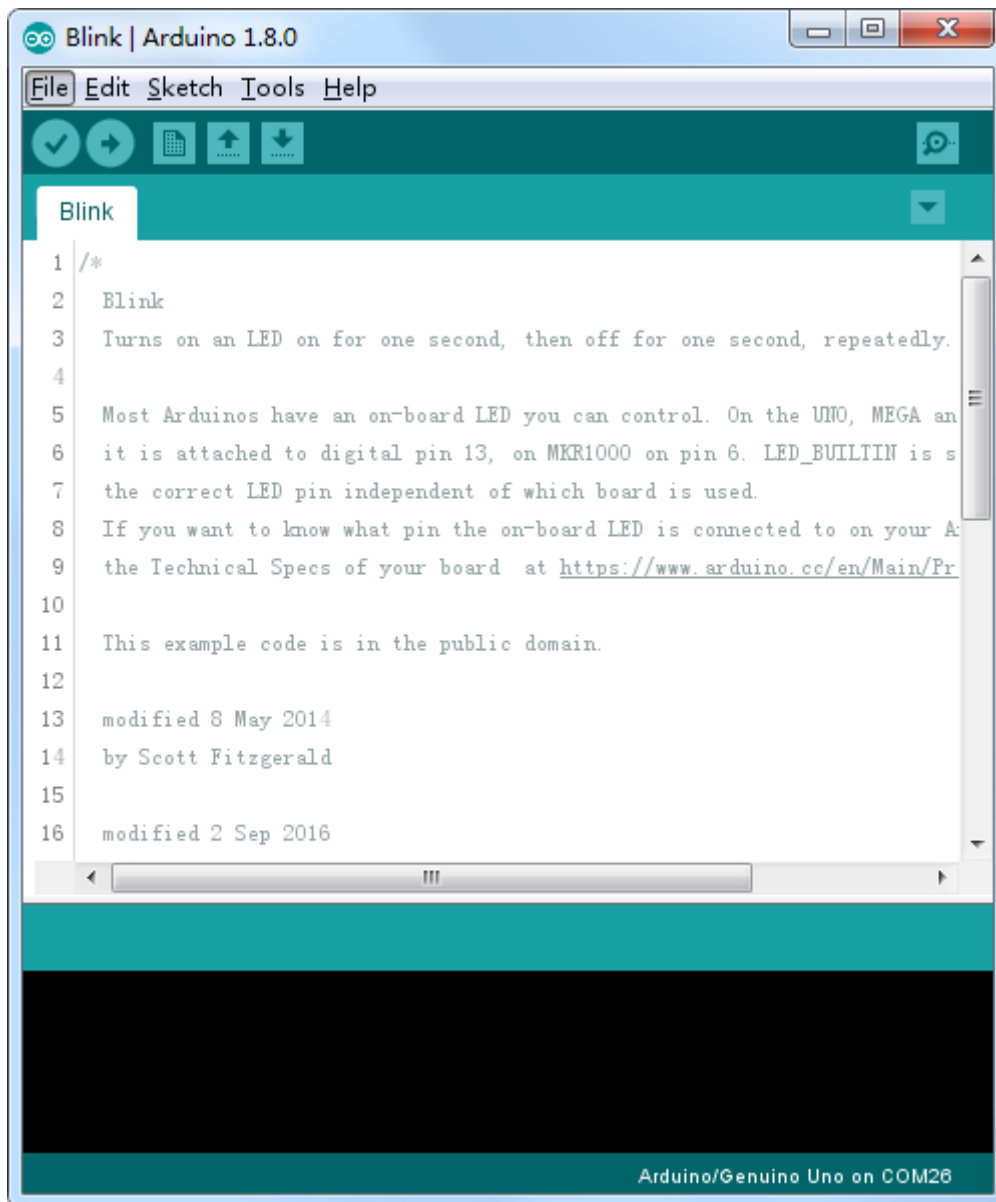 Blink | Arduino 1.8.0
File Edit Sketch Tools Help
Blink
1 /*
2 Blink
3 Turns on an LED on for one second, then off for one second, repeatedly.
4
5 Most Arduinos have an on-board LED you can control. On the UNO, MEGA an
6 it is attached to digital pin 13, on MKR1000 on pin 6. LED_BUILTIN is s
7 the correct LED pin independent of which board is used.
8 If you want to know what pin the on-board LED is connected to on your A
9 the Technical Specs of your board at https://www.arduino.cc/en/Main/Pr
10
11 This example code is in the public domain.
12
13 modified 8 May 2014
14 by Scott Fitzgerald
15
16 modified 2 Sep 2016
Arduino/Genuino Uno on COM26